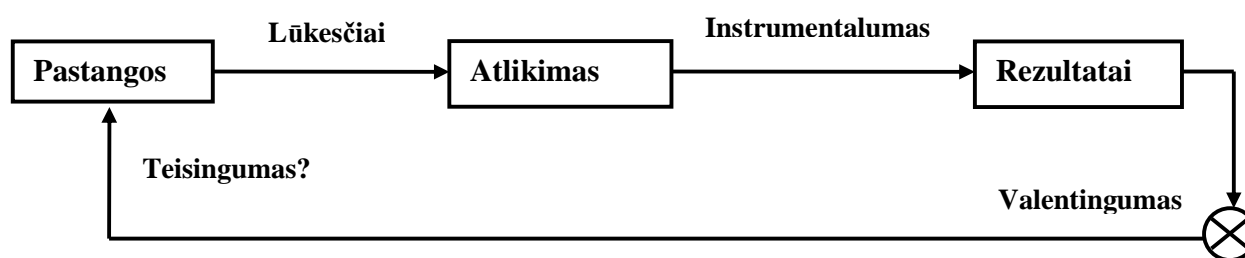 Lūkesčiai
Instrumentalumas
Pastangos
Atlikimas
Rezultatai
Teisingumas?
Valentingumas